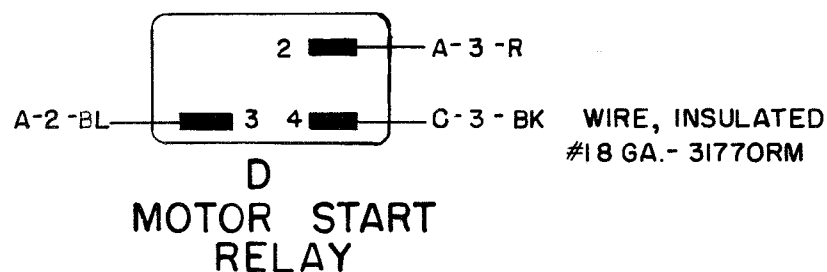 2 A-3-R
A-2-BL 3 4 C-3-BK WIRE, INSULATED
#18 GA.- 31770RM
D
MOTOR START
RELAY